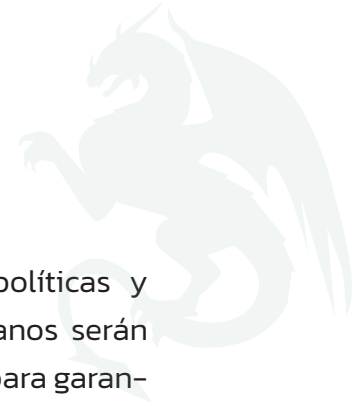 políticas y
anos serán
para garan-